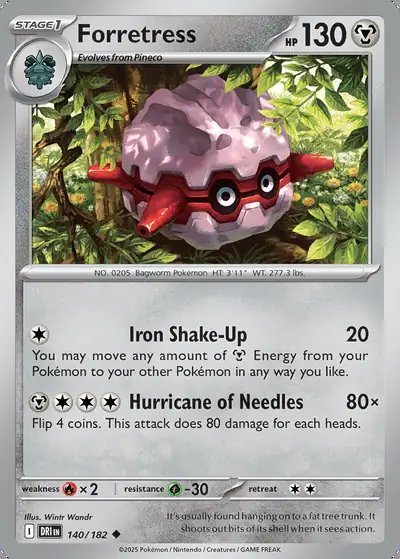 STAGE1
Forretress
HP 130
Evolves from Pineco
NO. 0205 Bagworm Pokémon HT: 3'11" WT: 277.3 lbs.
Iron Shake-Up 20
You may move any amount of Energy from your
Pokémon to your other Pokémon in any way you like.
Hurricane of Needles 80×
Flip 4 coins. This attack does 80 damage for each heads.
weakness × 2 resistance -30 retreat
Illus. Wintr Wandr
I DRI EN 140/182
It's usually found hanging on to a fat tree trunk. It
shoots out bits of its shell when it sees action.
©2025 Pokémon / Nintendo / Creatures / GAME FREAK